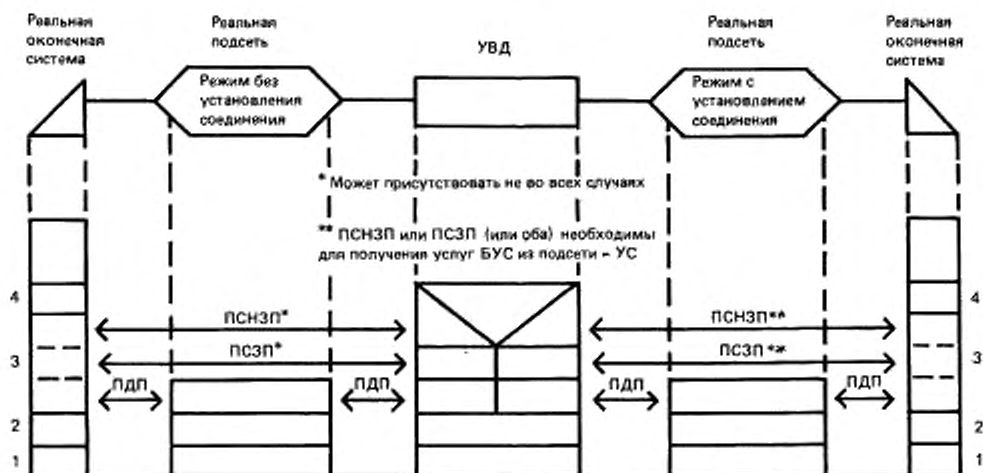 Реальная
оконечная
система
Реальная
подсеть
УВД
Реальная
подсеть
Реальная
оконечная
система
Режим без
установления
соединения
Режим с
установлением
соединения
* Может присутствовать не во всех случаях
** ПСНЗП или ПСЗП (или оба) необходимы
для получения услуг БУС из подсети – УС
4
ПСНЗП*
ПСНЗП**
4
3
ПСЗП*
ПСЗП**
3
ПДП
ПДП
ПДП
ПДП
2
2
1
1